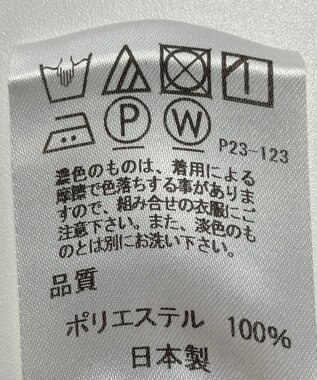 P W P23-123
濃色のものは、着用による
摩擦で色落ちする事がありま
すので、組み合せの衣服にご
注意下さい。また、淡色のも
のとは別にお洗い下さい。
品質
ポリエステル 100%
日本製